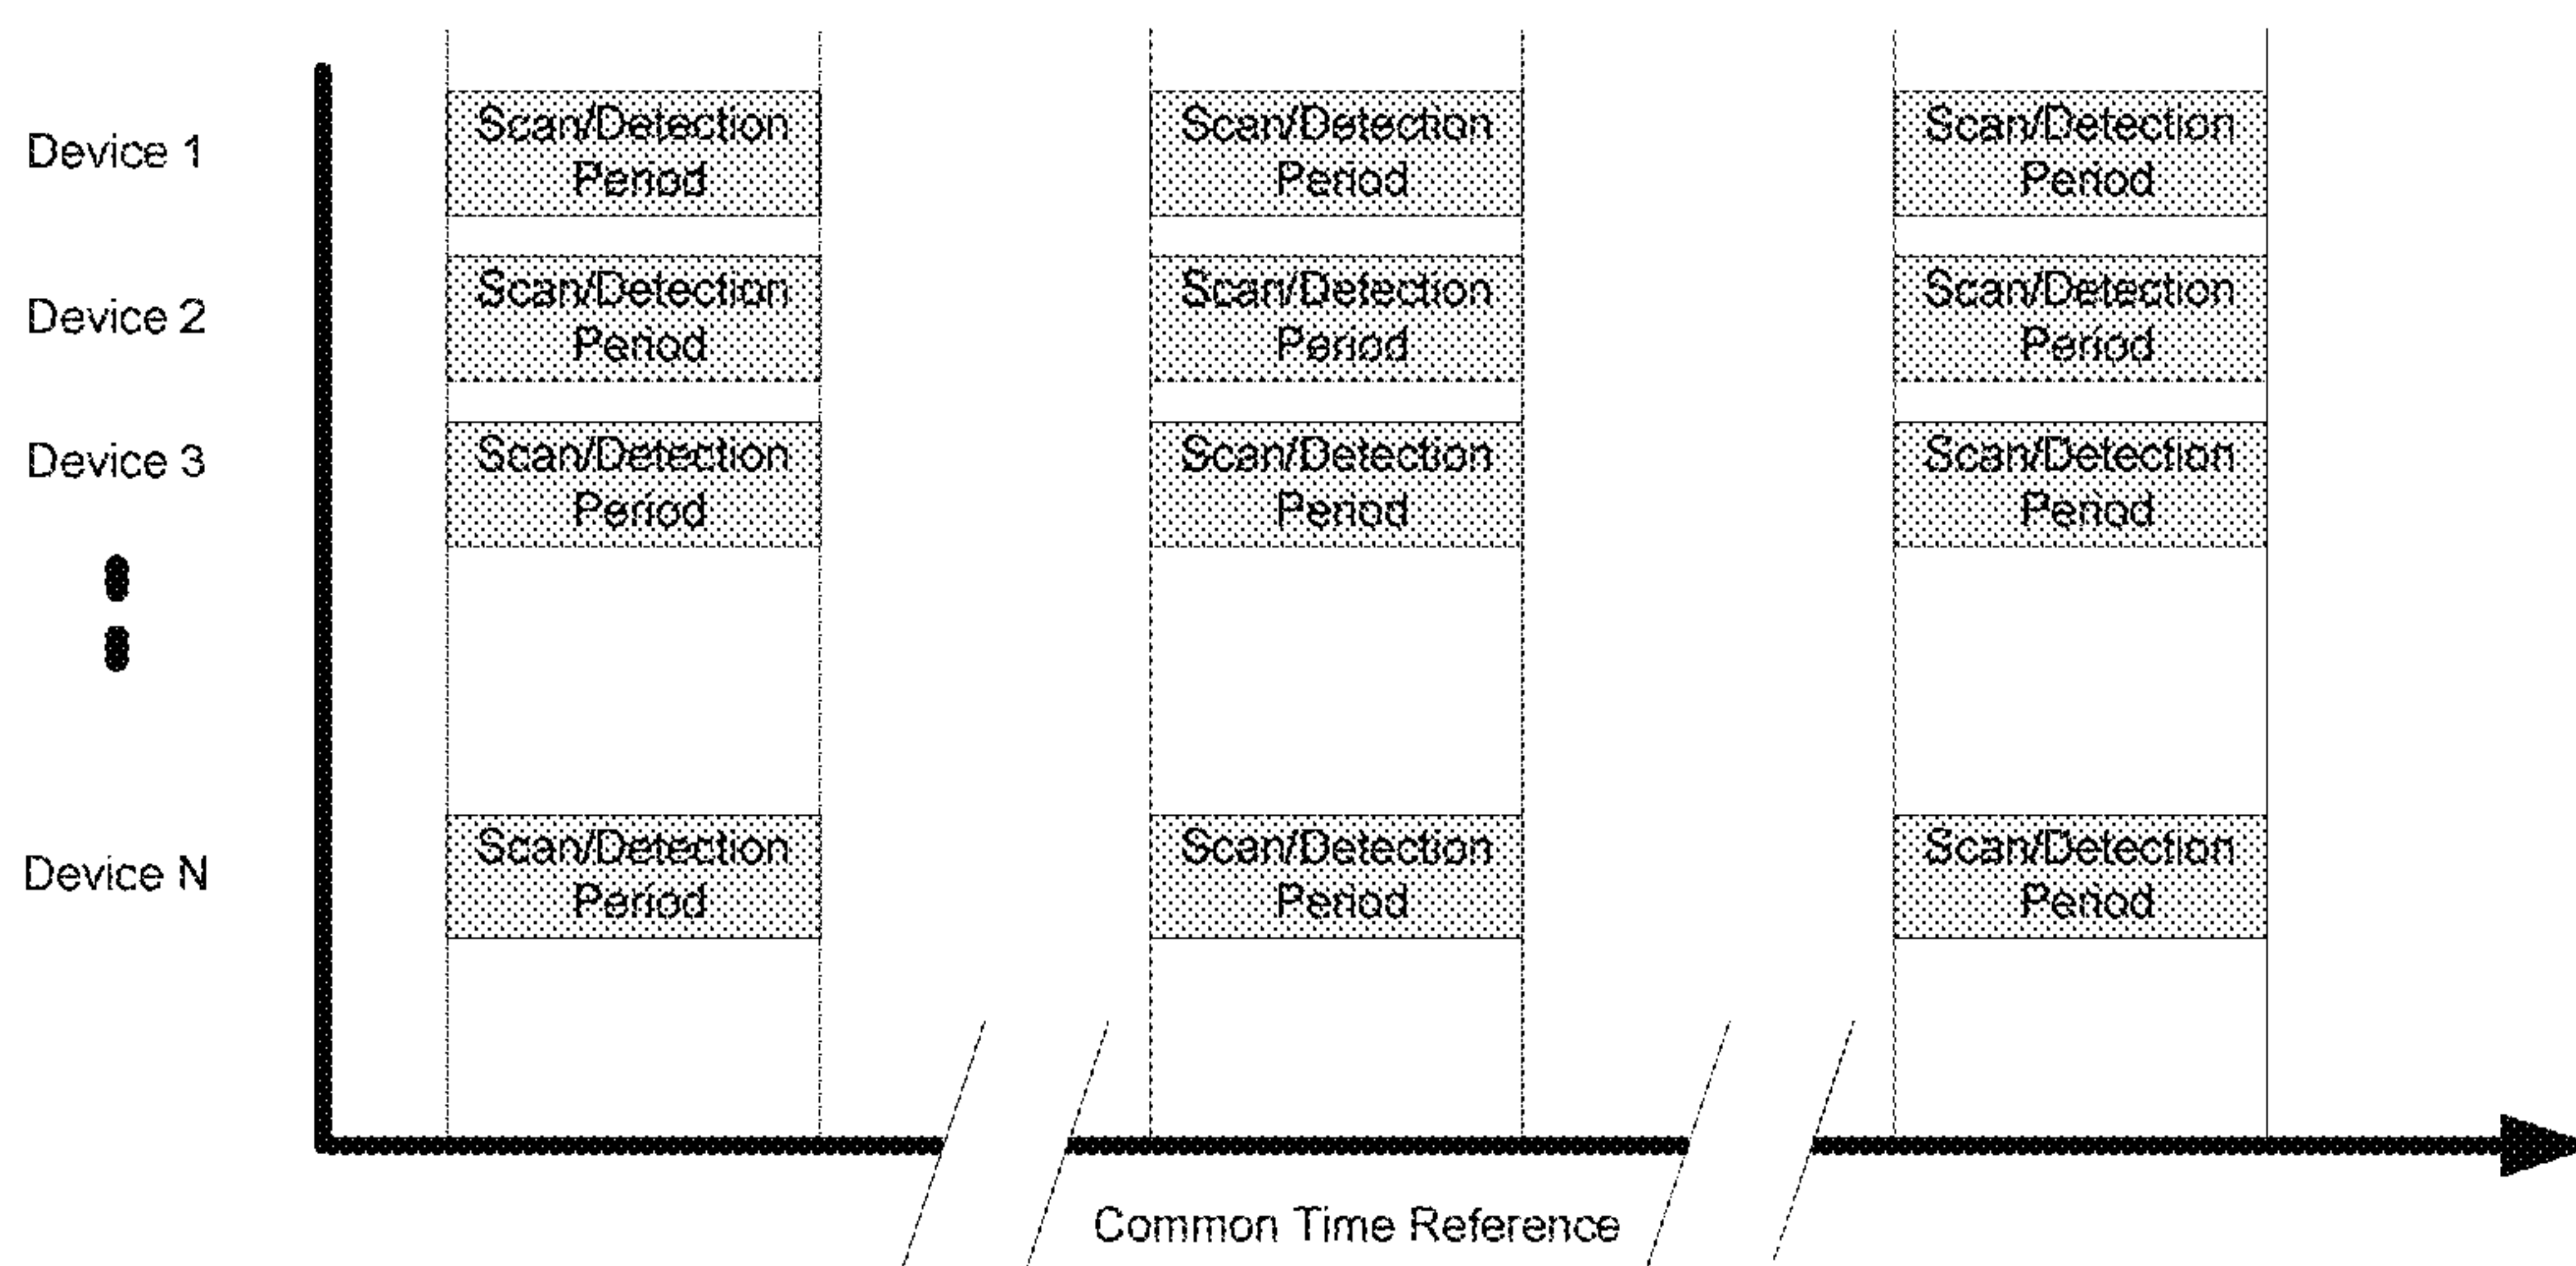 Device 1
Scan/Detection
Period
Scan/Detection
Period
Scan/Detection
Period
Device 2
Scan/Detection
Period
Scan/Detection
Period
Scan/Detection
Period
Device 3
Scan/Detection
Period
Scan/Detection
Period
Scan/Detection
Period
Device N
Scan/Detection
Period
Scan/Detection
Period
Scan/Detection
Period
Common Time Reference